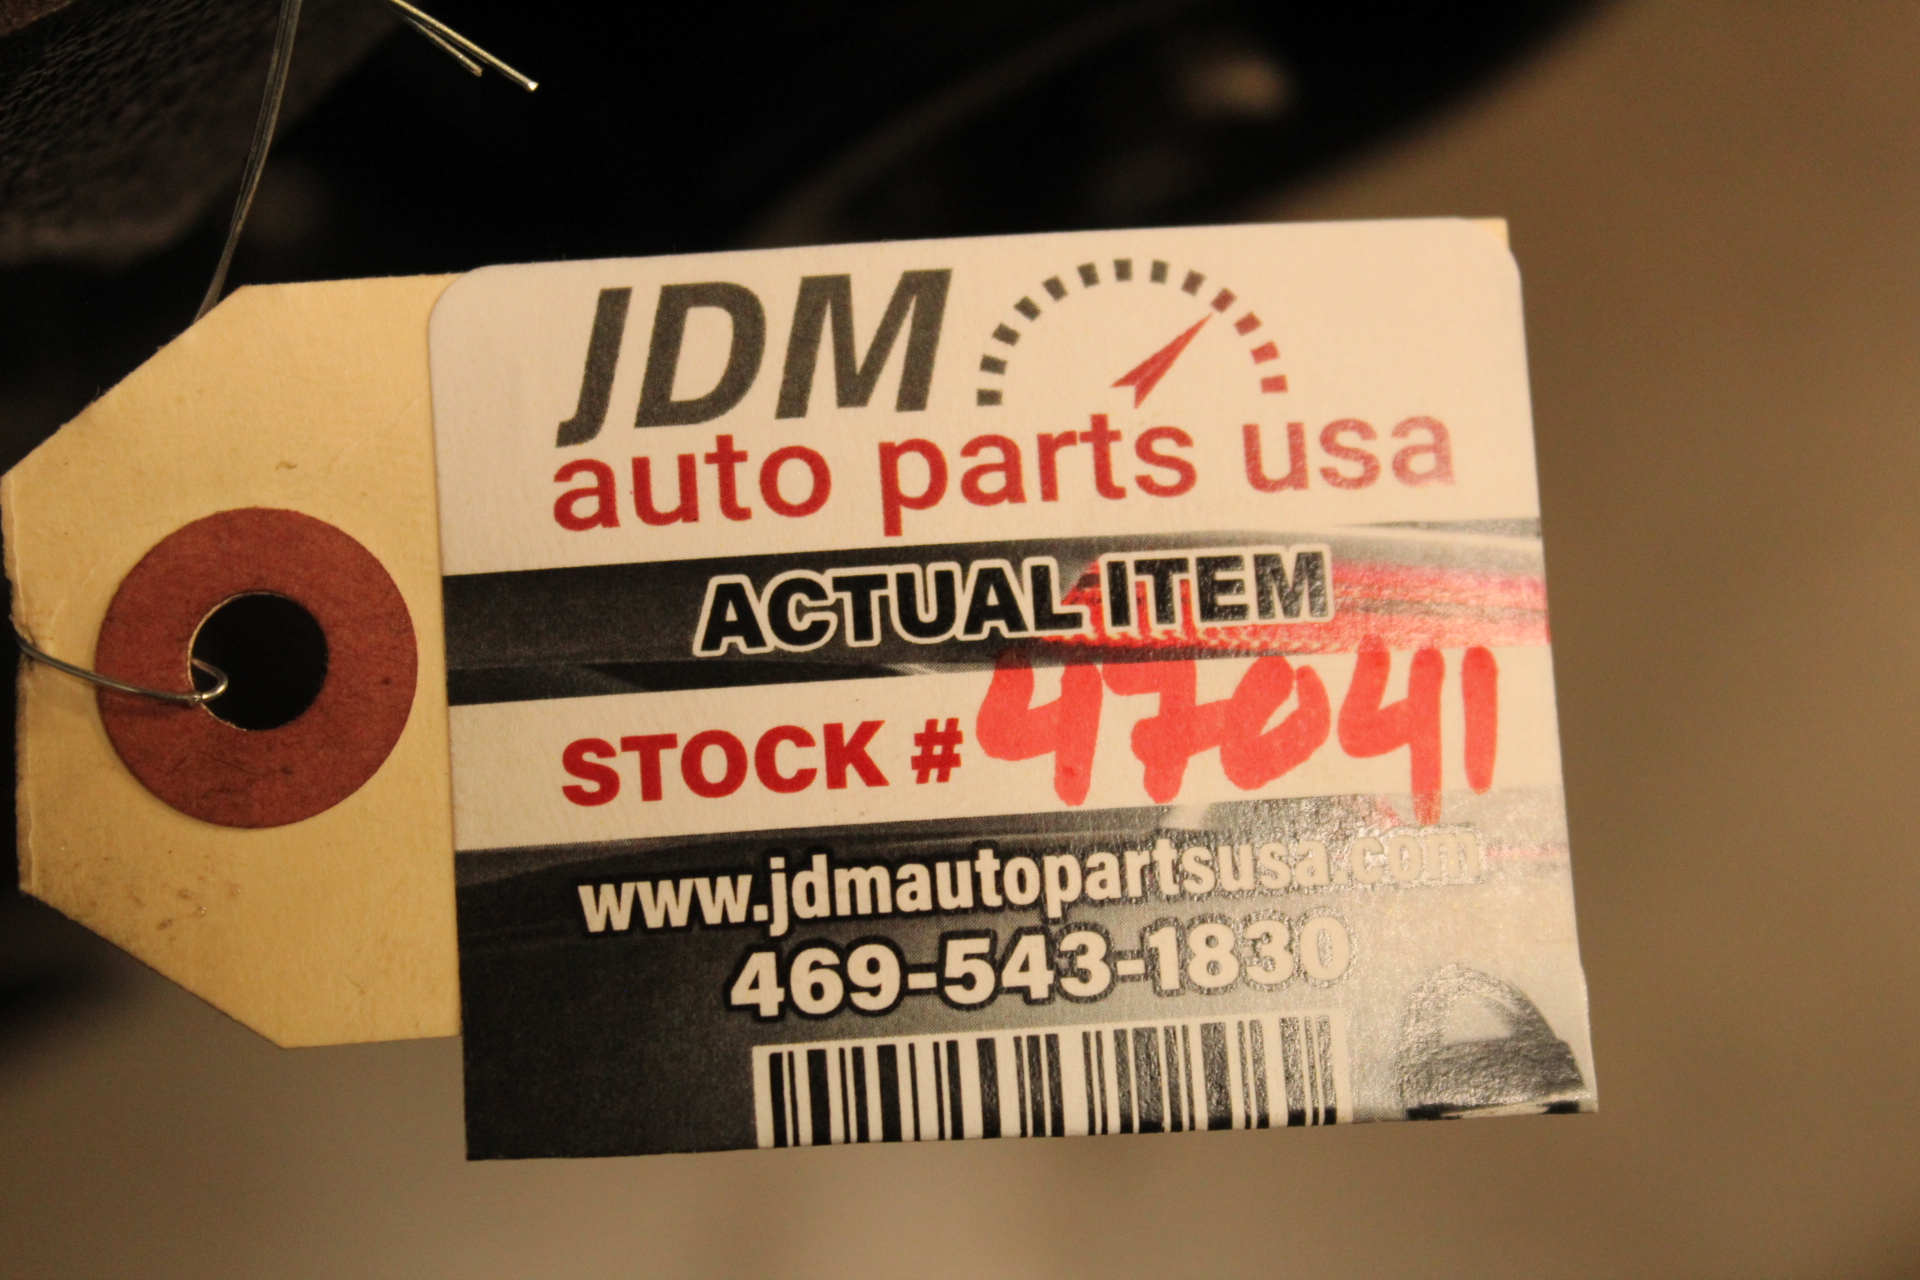 JDM
auto parts usa
ACTUAL ITEM
STOCK # 47041
www.jdmautopartsusa.com
469-543-1830